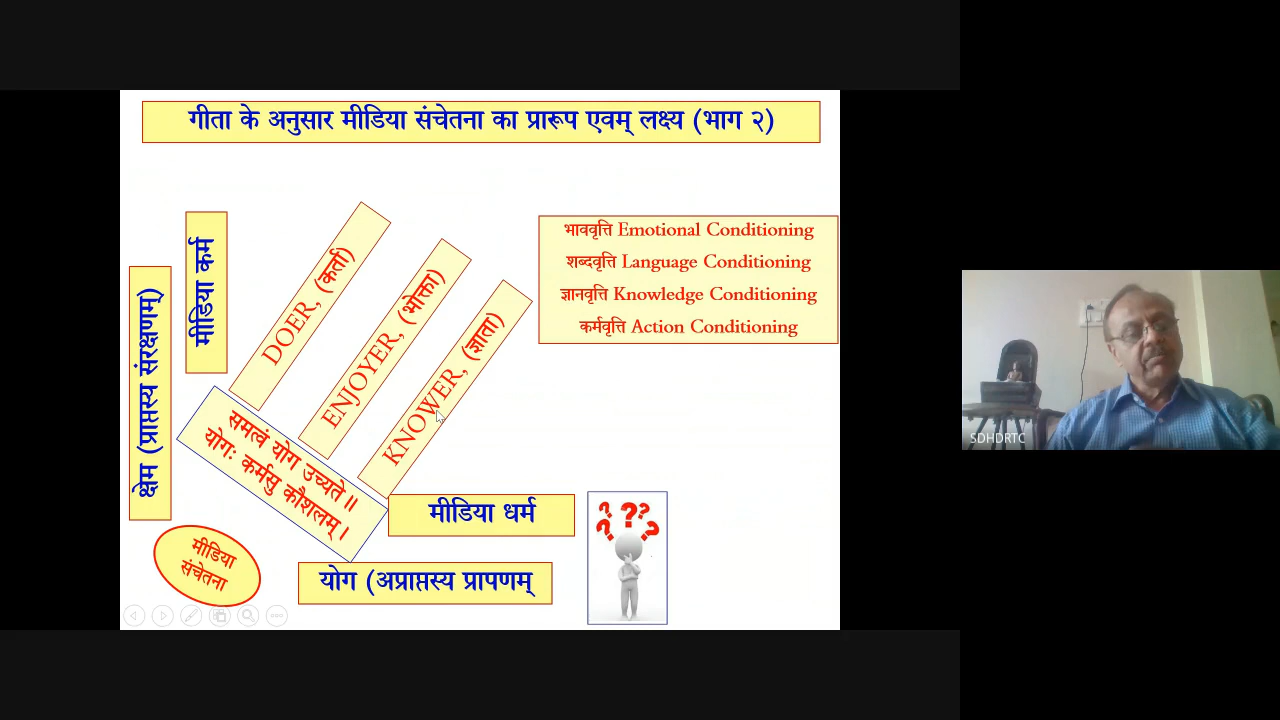 गीता के अनुसार मीडिया संचेतना का प्रारूप एवम् लक्ष्य (भाग २)
मीडिया कर्म
क्षेम (प्राप्तस्य संरक्षणम्)
DOER, (कर्ता)
ENJOYER, (भोक्ता)
KNOWER, (ज्ञाता)
भाववृत्ति Emotional Conditioning
शब्दवृत्ति Language Conditioning
ज्ञानवृत्ति Knowledge Conditioning
कर्मवृत्ति Action Conditioning
समत्वं योग उच्यते॥
योगः कर्मसु कौशलम्।
मीडिया धर्म
योग (अप्राप्तस्य प्रापणम्
मीडिया
संचेतना
? ? ? ? ?
SDHDRTC